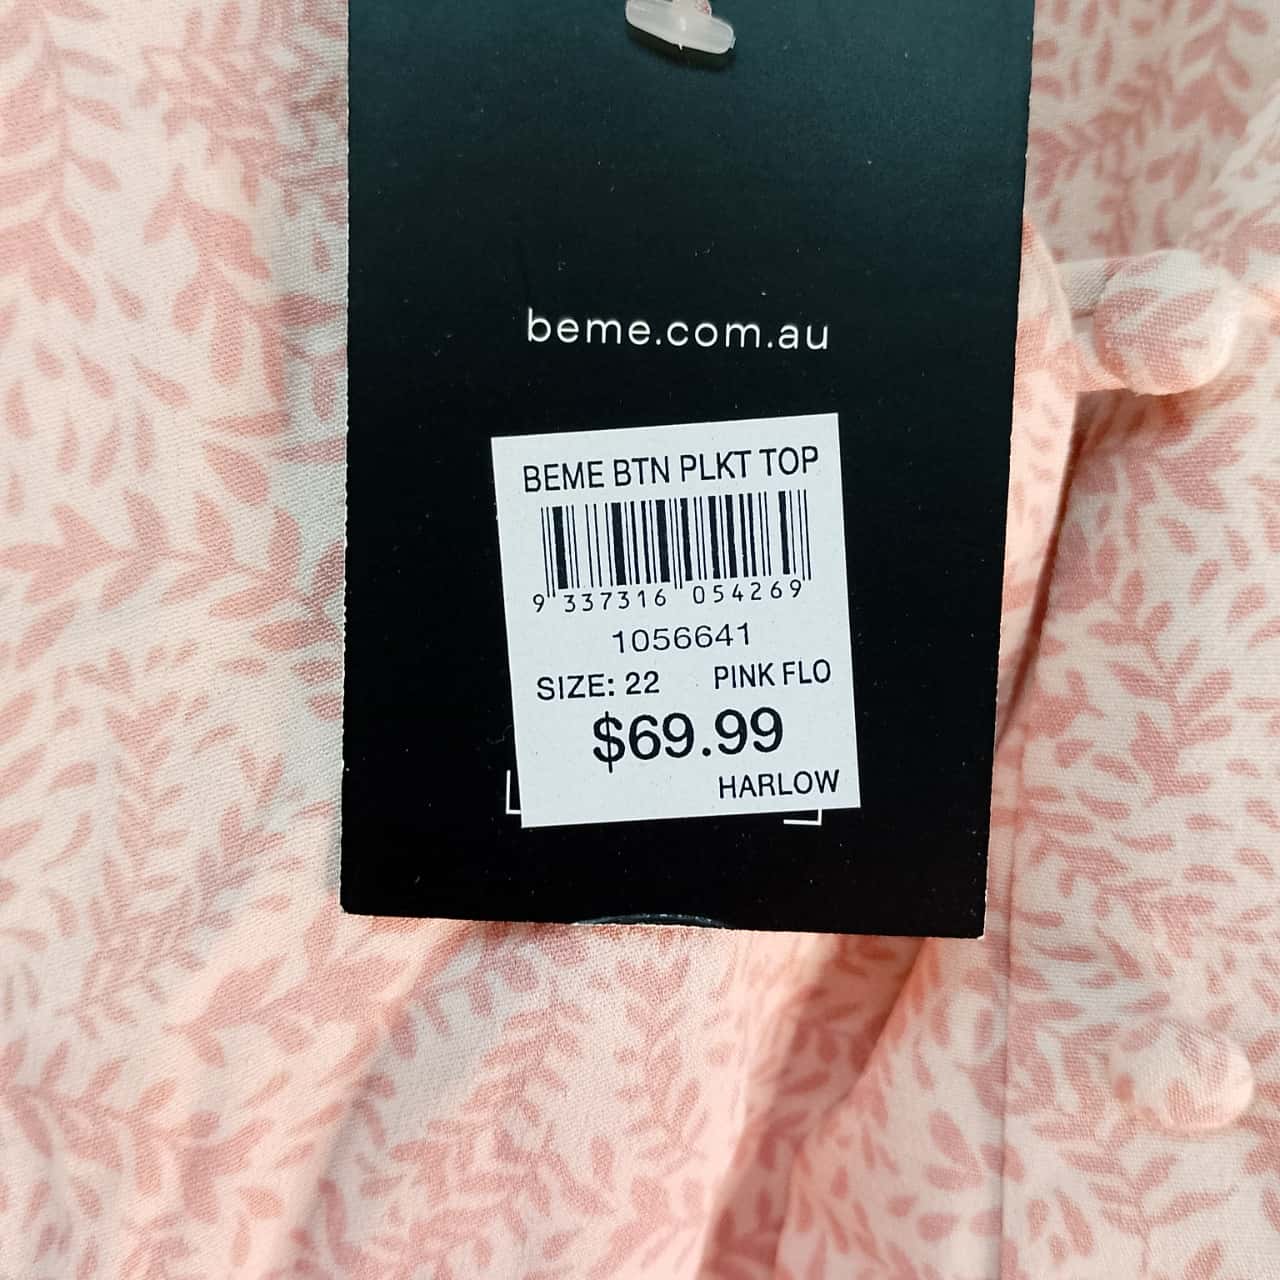 beme.com.au
BEME BTN PLKT TOP
9 337316 054269
1056641
SIZE: 22 PINK FLO
$69.99
HARLOW